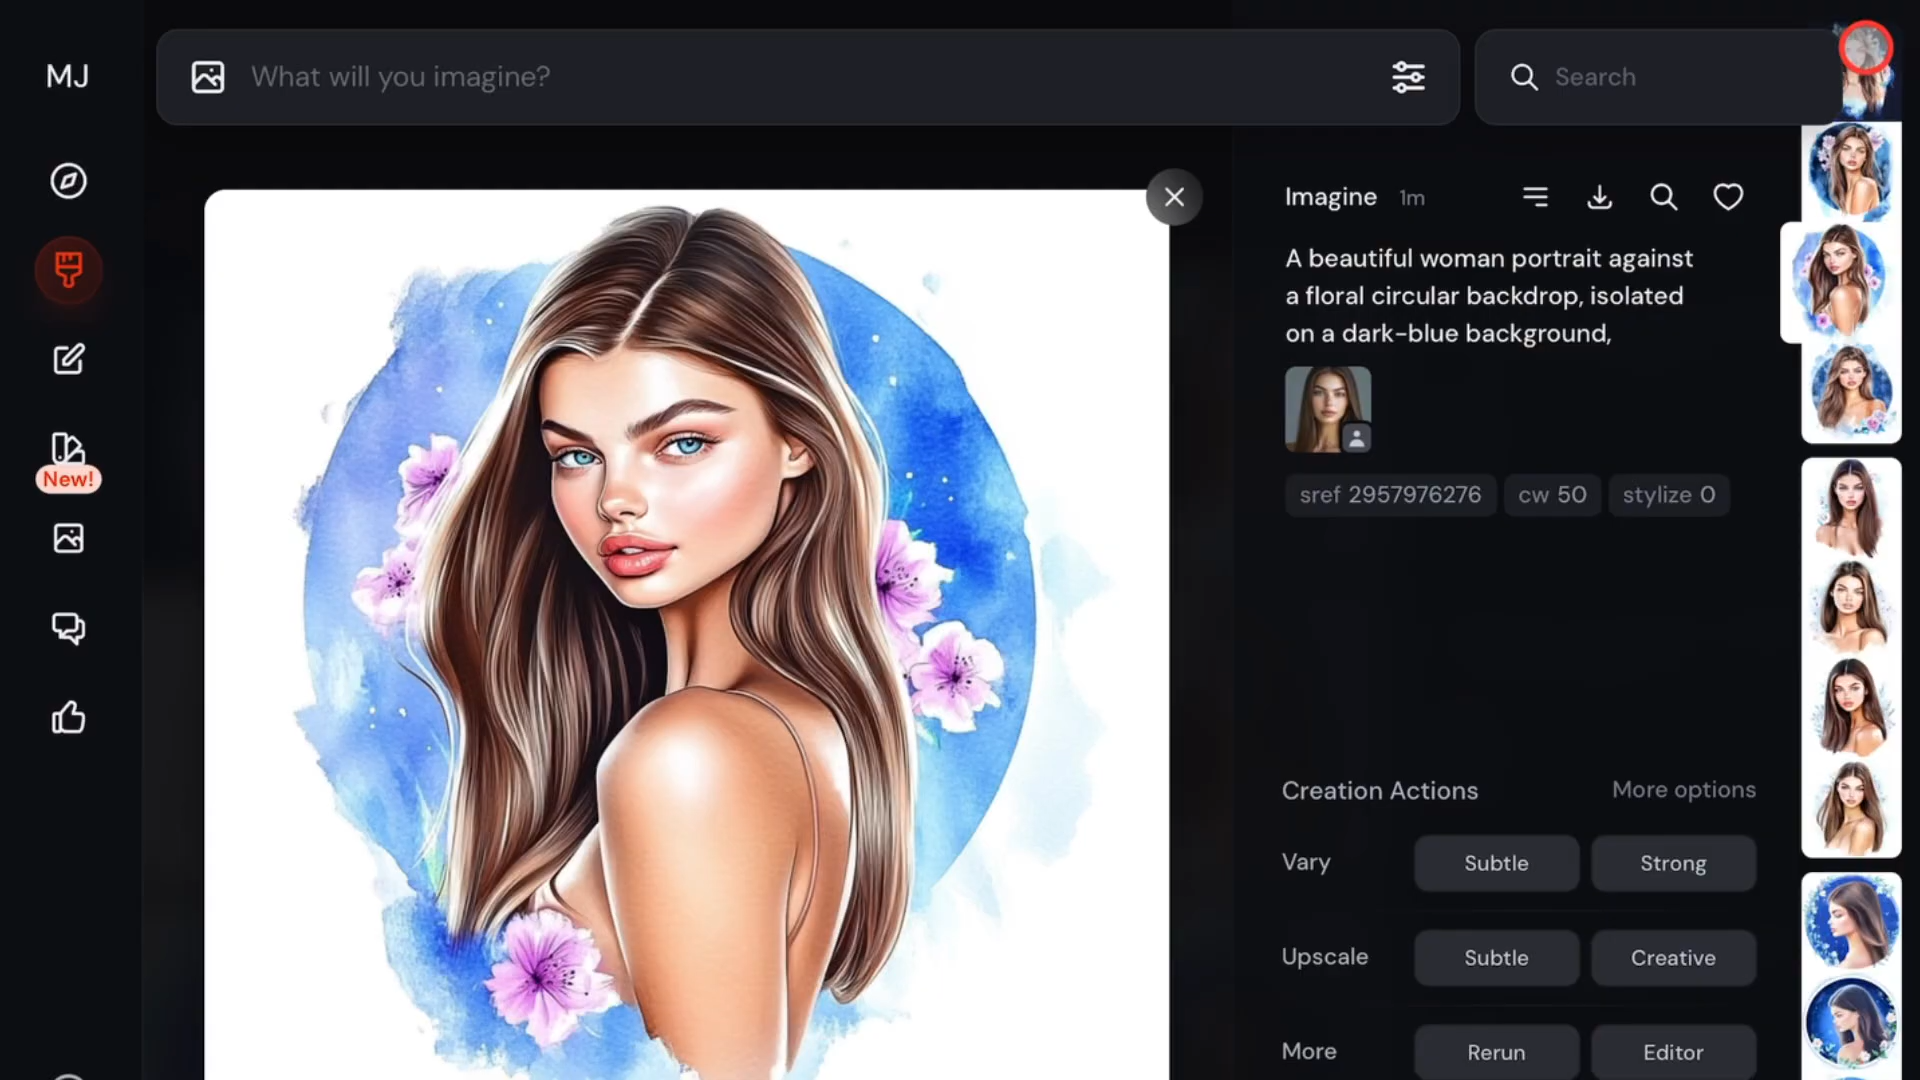 MJ
What will you imagine?
Search
New!
Imagine 1m
A beautiful woman portrait against
a floral circular backdrop, isolated
on a dark-blue background,
sref 2957976276 cw 50 stylize 0
Creation Actions More options
Vary Subtle Strong
Upscale Subtle Creative
More Rerun Editor